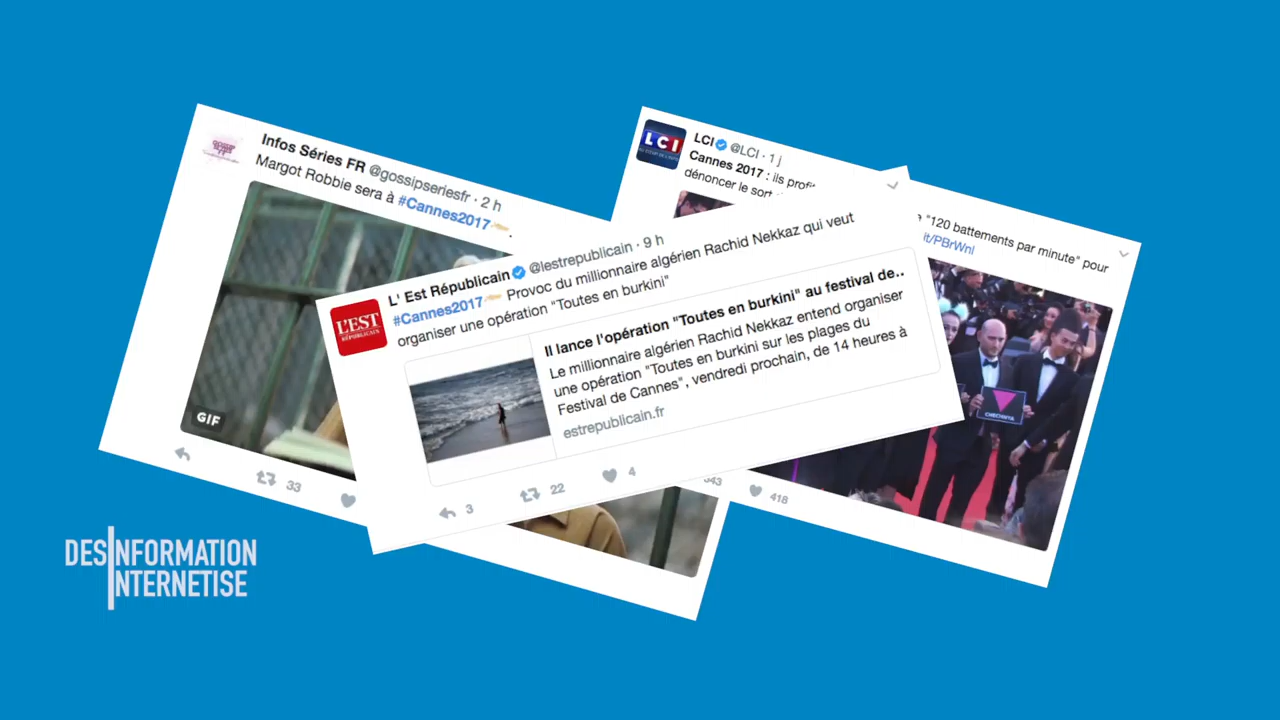 Infos Séries FR @gossipseriesfr · 2 h
Margot Robbie sera à #Cannes2017
GIF
33
LCI
LCI @LCI · 1 j
Cannes 2017 : ils
dénoncer le sort
"120 battements par minute" pour
it/PBrWnl
CHECHNYA
343
418
L'EST
RÉPUBLICAIN
L' Est Républicain @lestrepublicain · 9 h
#Cannes2017 Provoc du millionnaire algérien Rachid Nekkaz qui veut
organiser une opération "Toutes en burkini"
Il lance l'opération "Toutes en burkini" au festival de..
Le millionnaire algérien Rachid Nekkaz entend organiser
une opération "Toutes en burkini sur les plages du
Festival de Cannes", vendredi prochain, de 14 heures à
estrepublicain.fr
3
22
4
DESINFORMATION
INTERNETISE